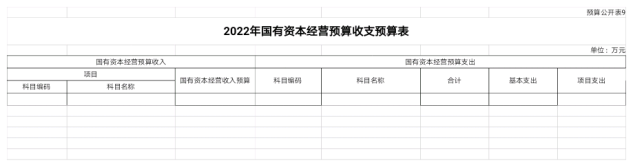 预算公开表9
2022年国有资本经营预算收支预算表
单位：万元
国有资本经营预算收入 国有资本经营预算支出
项目 国有资本经营收入预算 科目编码 科目名称 合计 基本支出 项目支出
科目编码 科目名称